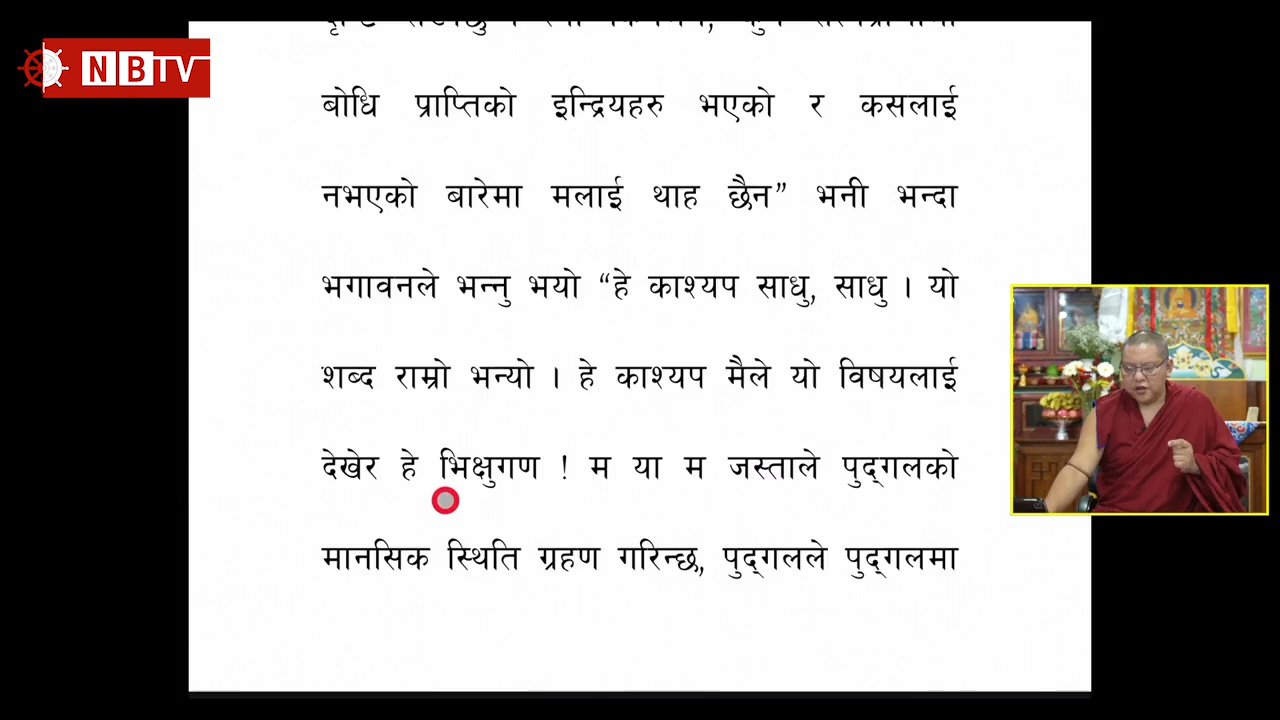 NBTV
बोधि प्राप्तिको इन्द्रियहरु भएको र कसलाई
नभएको बारेमा मलाई थाह छैन” भनी भन्दा
भगावनले भन्नु भयो “हे काश्यप साधु, साधु । यो
शब्द राम्रो भन्यो । हे काश्यप मैले यो विषयलाई
देखेर हे भिक्षुगण ! म या म जस्ताले पुद्गलको
मानसिक स्थिति ग्रहण गरिन्छ, पुद्गलले पुद्गलमा